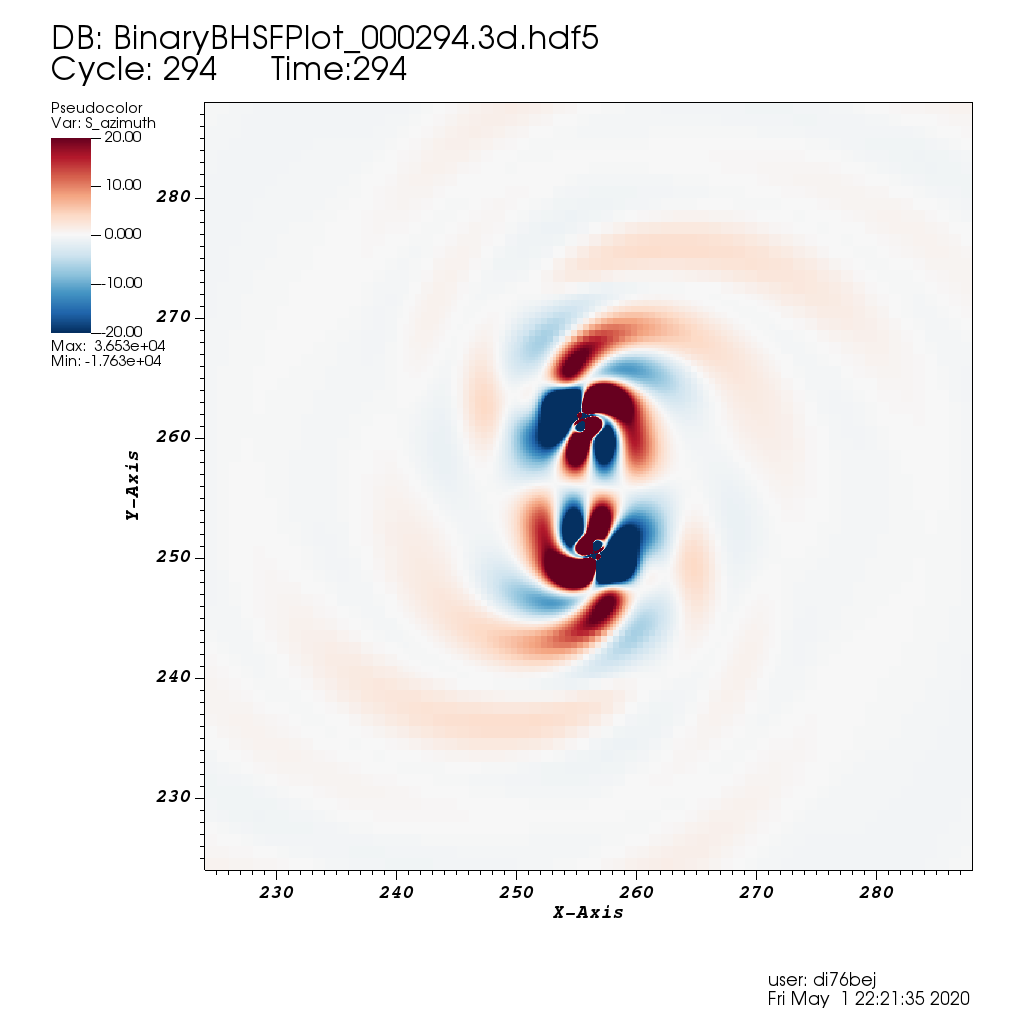 DB: BinaryBHSFPlot_000294.3d.hdf5
Cycle: 294 Time:294
Pseudocolor
Var: S_azimuth
20.00
10.00
0.000
-10.00
-20.00
Max: 3.653e+04
Min: -1.763e+04
280
270
260
250
240
230
Y-Axis
230 240 250 260 270 280
X-Axis
user: di76bej
Fri May 1 22:21:35 2020